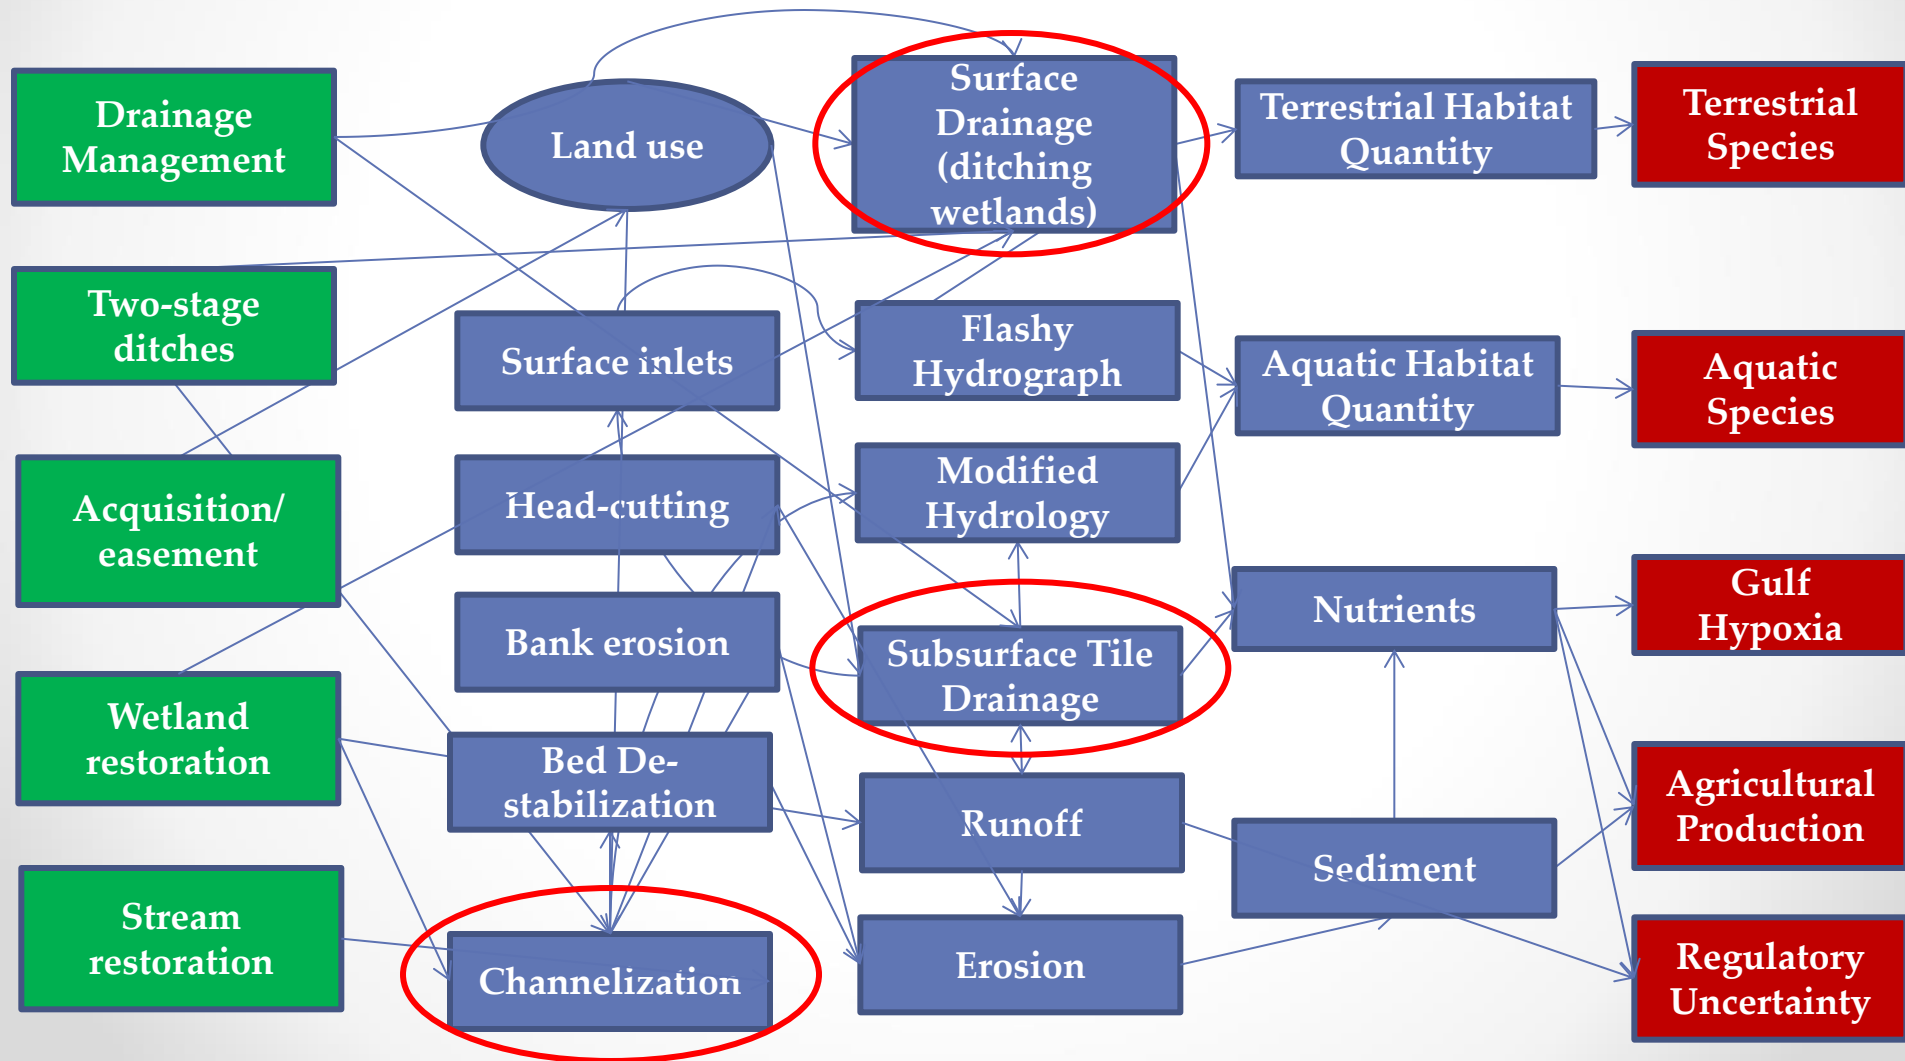 Drainage
Management
Two-stage
ditches
Acquisition/
easement
Wetland
restoration
Stream
restoration
Land use
Surface inlets
Head-cutting
Bank erosion
Bed De-
stabilization
Channelization
Surface
Drainage
(ditching
wetlands)
Flashy
Hydrograph
Modified
Hydrology
Subsurface Tile
Drainage
Runoff
Erosion
Terrestrial Habitat
Quantity
Aquatic Habitat
Quantity
Nutrients
Sediment
Terrestrial
Species
Aquatic
Species
Gulf
Hypoxia
Agricultural
Production
Regulatory
Uncertainty